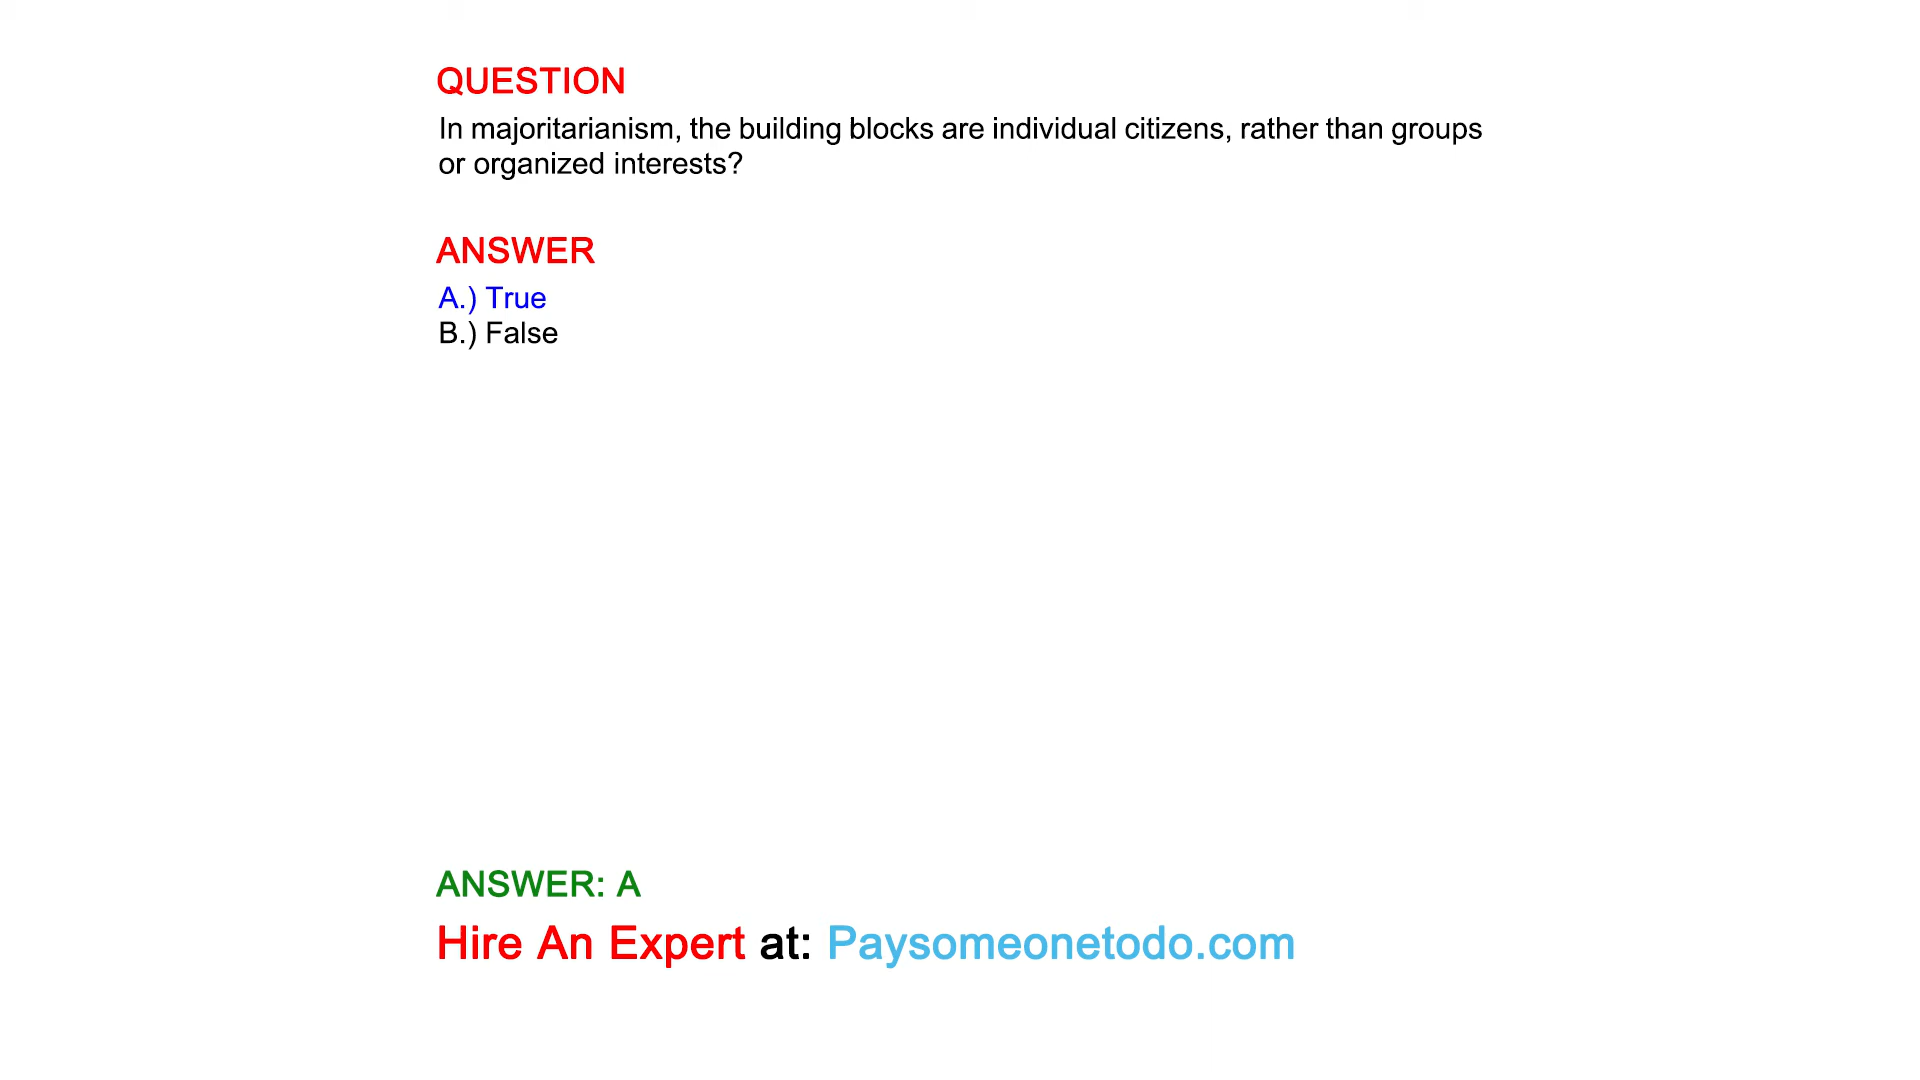 QUESTION
In majoritarianism, the building blocks are individual citizens, rather than groups
or organized interests?
ANSWER
A.) True
B.) False
ANSWER: A
Hire An Expert at: Paysomeonetodo.com